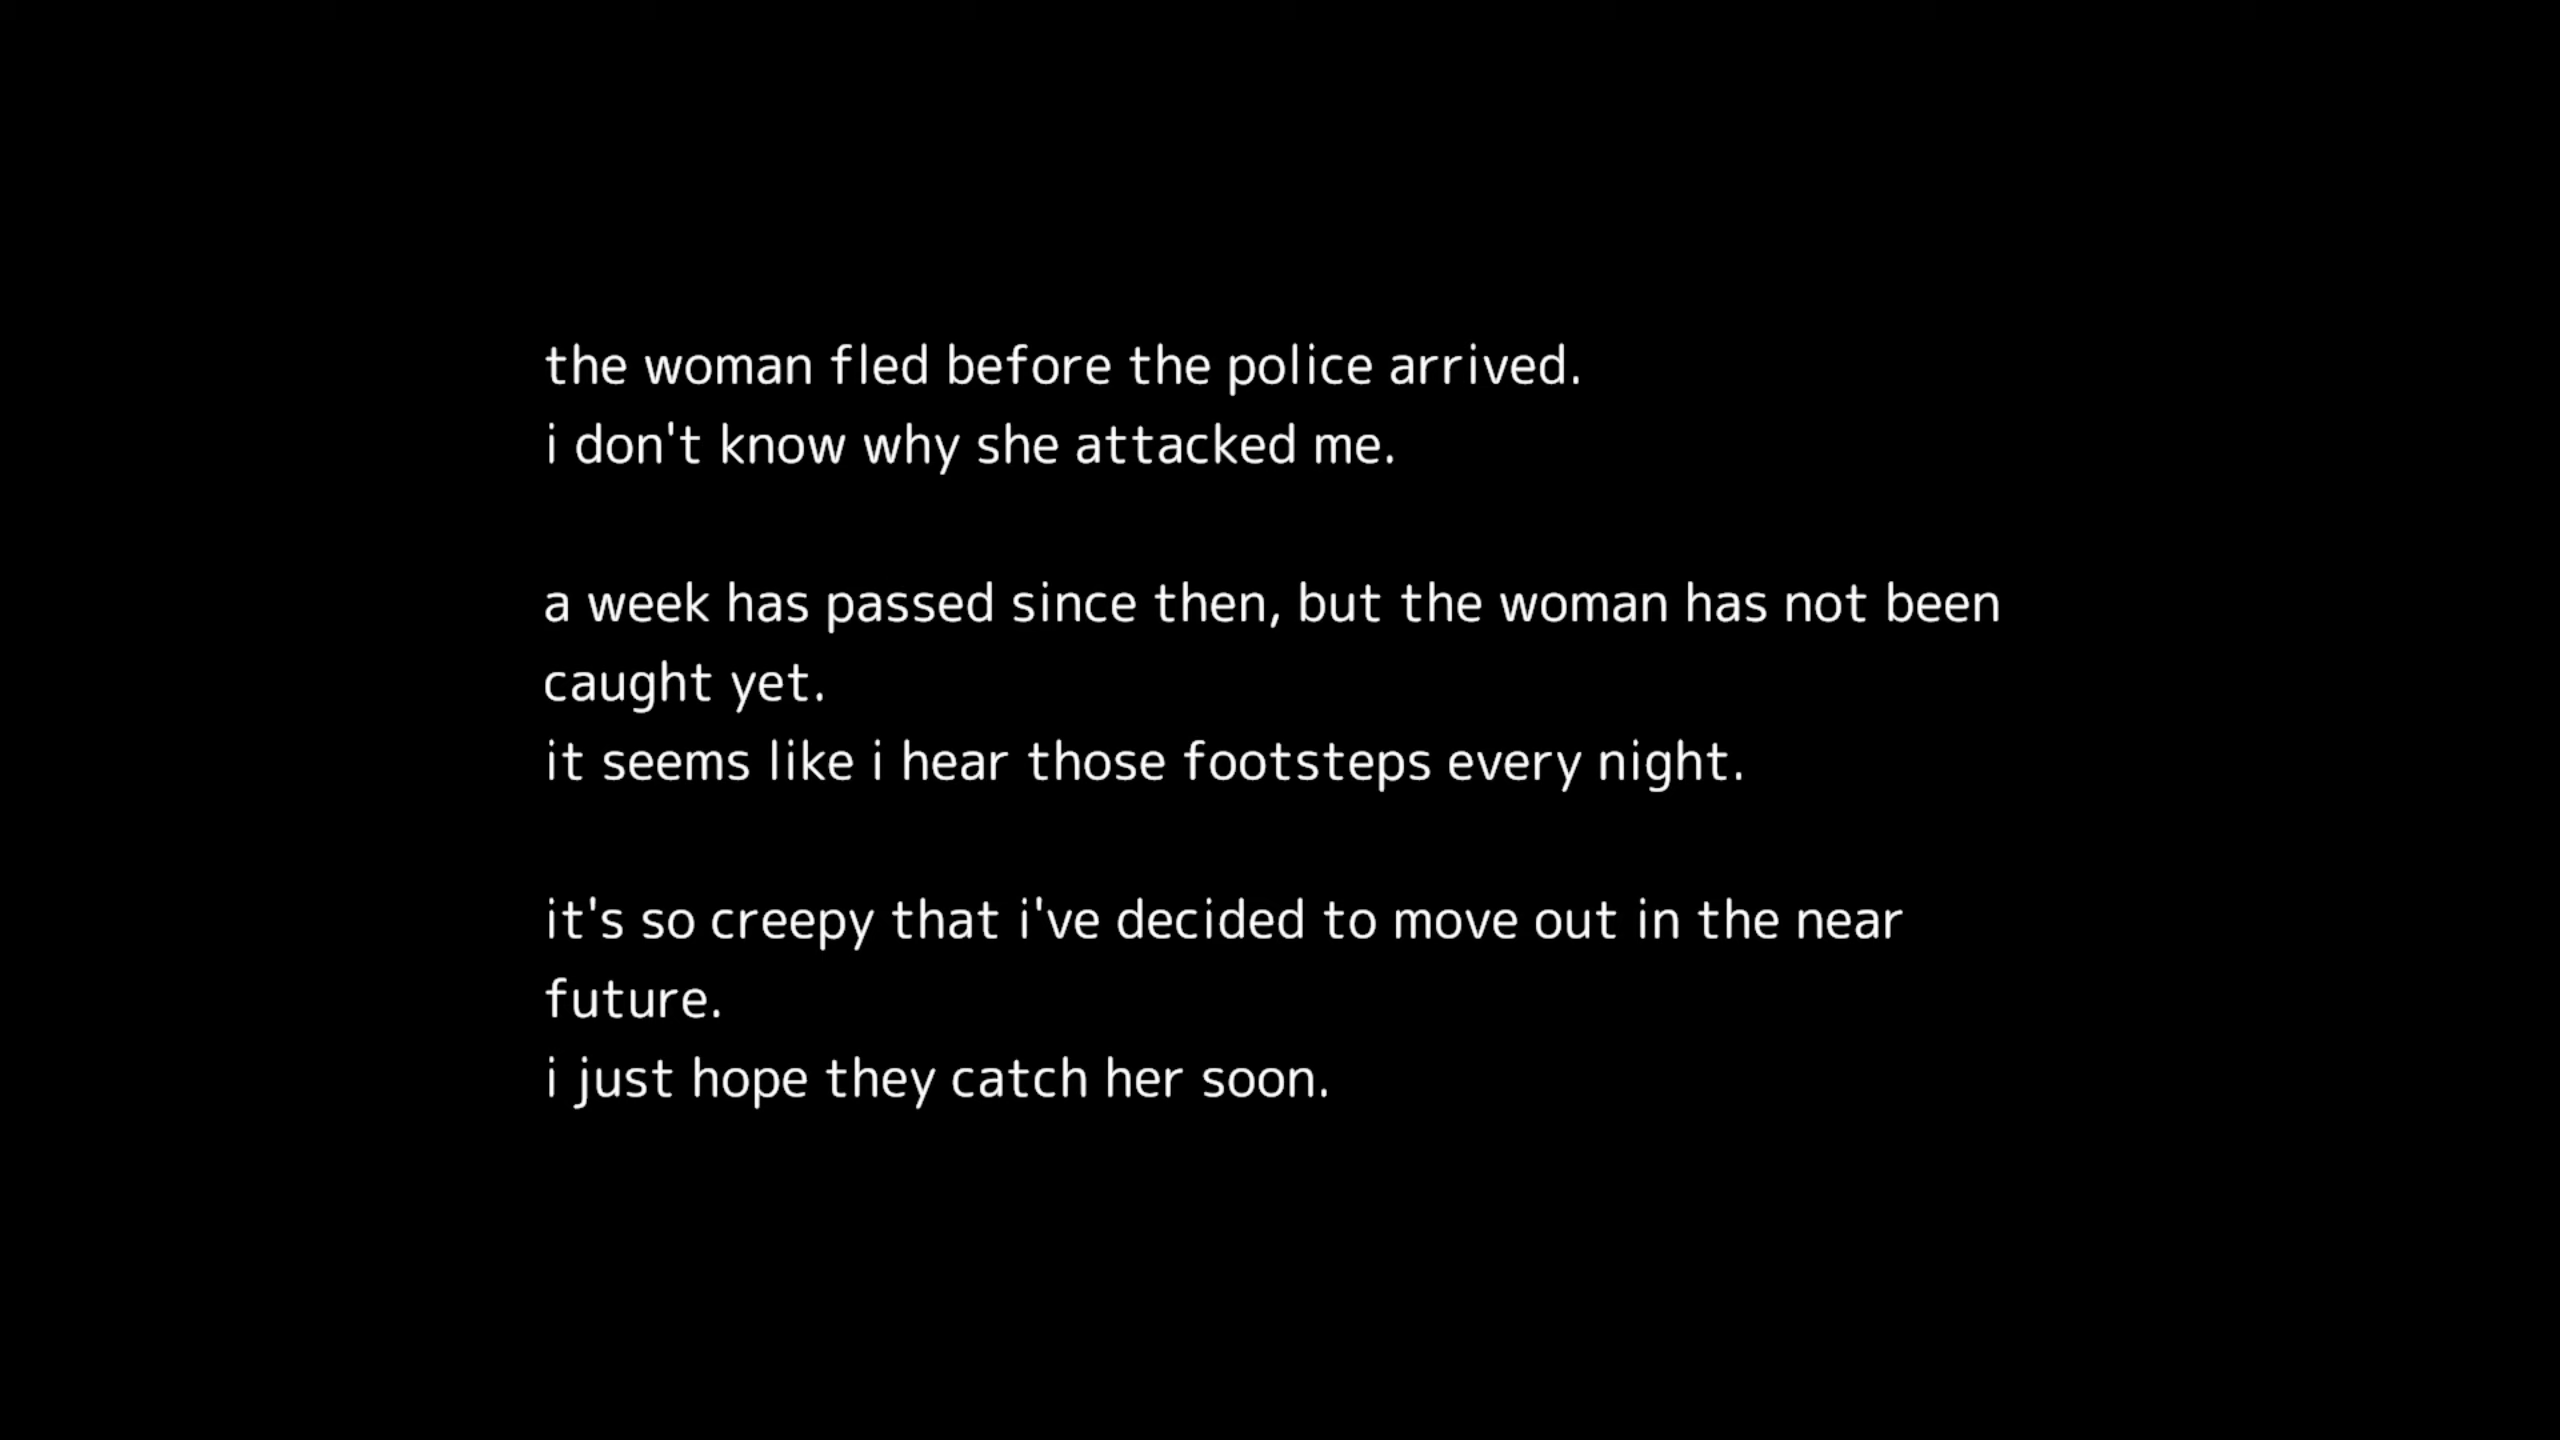 the woman fled before the police arrived.
i don't know why she attacked me.
a week has passed since then, but the woman has not been
caught yet.
it seems like i hear those footsteps every night.
it's so creepy that i've decided to move out in the near
future.
i just hope they catch her soon.